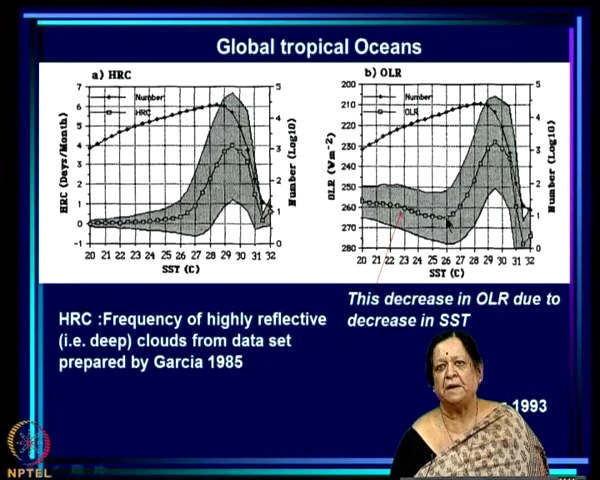 Global tropical Oceans
a) HRC
Number
HRC
HRC (Days/Month)
7
6
5
4
3
2
1
0
-1
5
4
3
2
1
0
Number (Log10)
20 21 22 23 24 25 26 27 28 29 30 31 32
SST (C)
b) OLR
Number
OLR
OLR (Wm-2)
200
210
220
230
240
250
260
270
280
5
4
3
2
1
0
Number (Log10)
20 21 22 23 24 25 26 27 28 29 30 31 32
SST (C)
This decrease in OLR due to
decrease in SST
HRC :Frequency of highly reflective
(i.e. deep) clouds from data set
prepared by Garcia 1985
1993
NPTEL